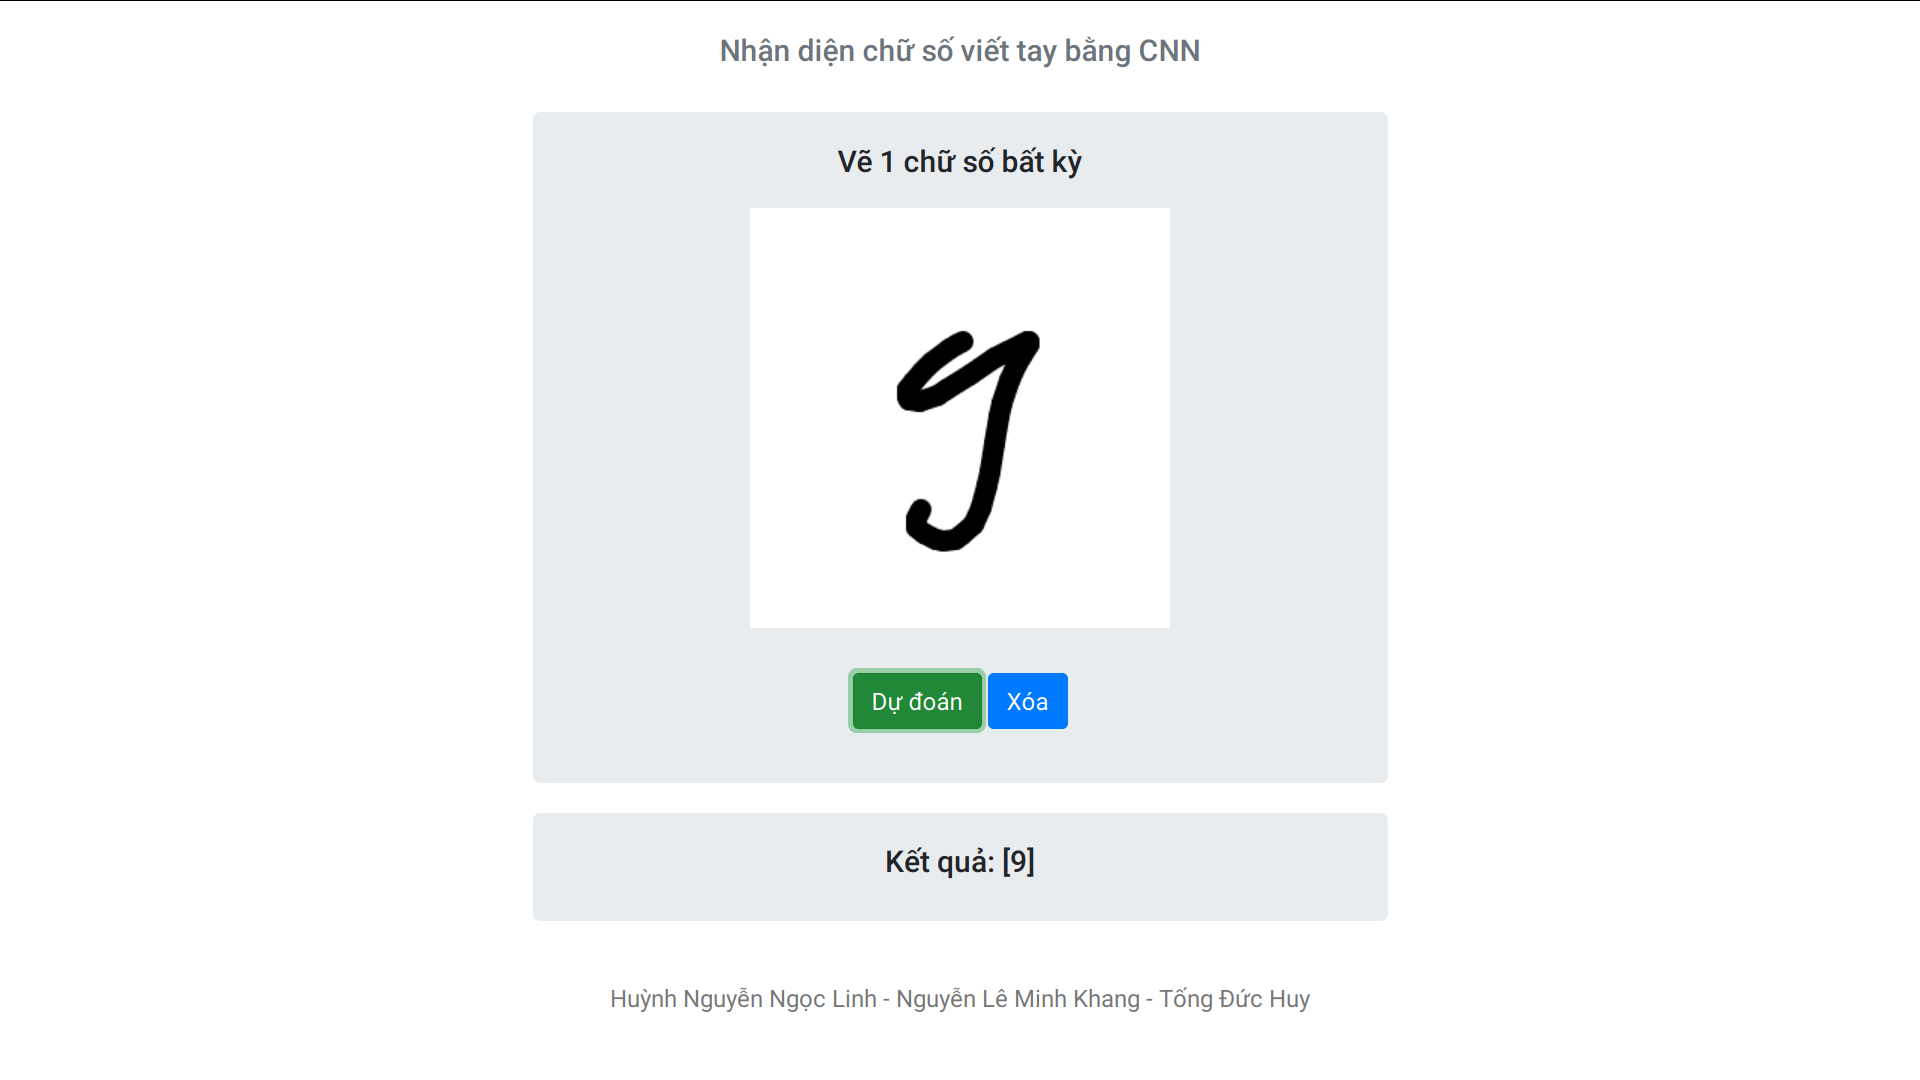 Nhận diện chữ số viết tay bằng CNN
Vẽ 1 chữ số bất kỳ
9
Dự đoán Xóa
Kết quả: [9]
Huỳnh Nguyễn Ngọc Linh - Nguyễn Lê Minh Khang - Tống Đức Huy